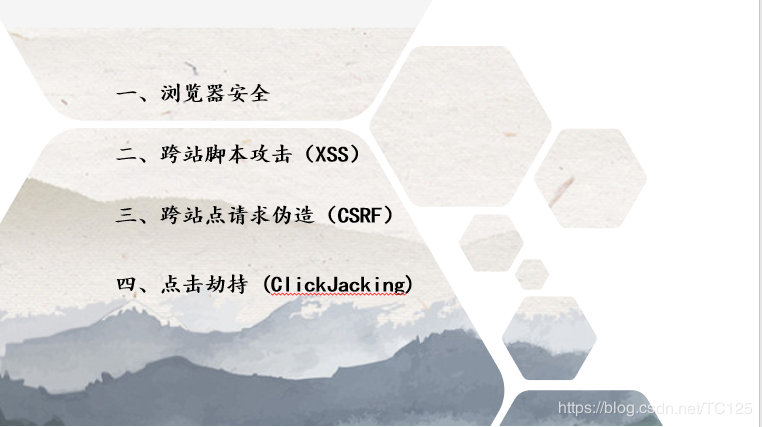 一、浏览器安全
二、跨站脚本攻击（XSS）
三、跨站点请求伪造（CSRF）
四、点击劫持（ClickJacking)
https://blog.csdn.net/TC125